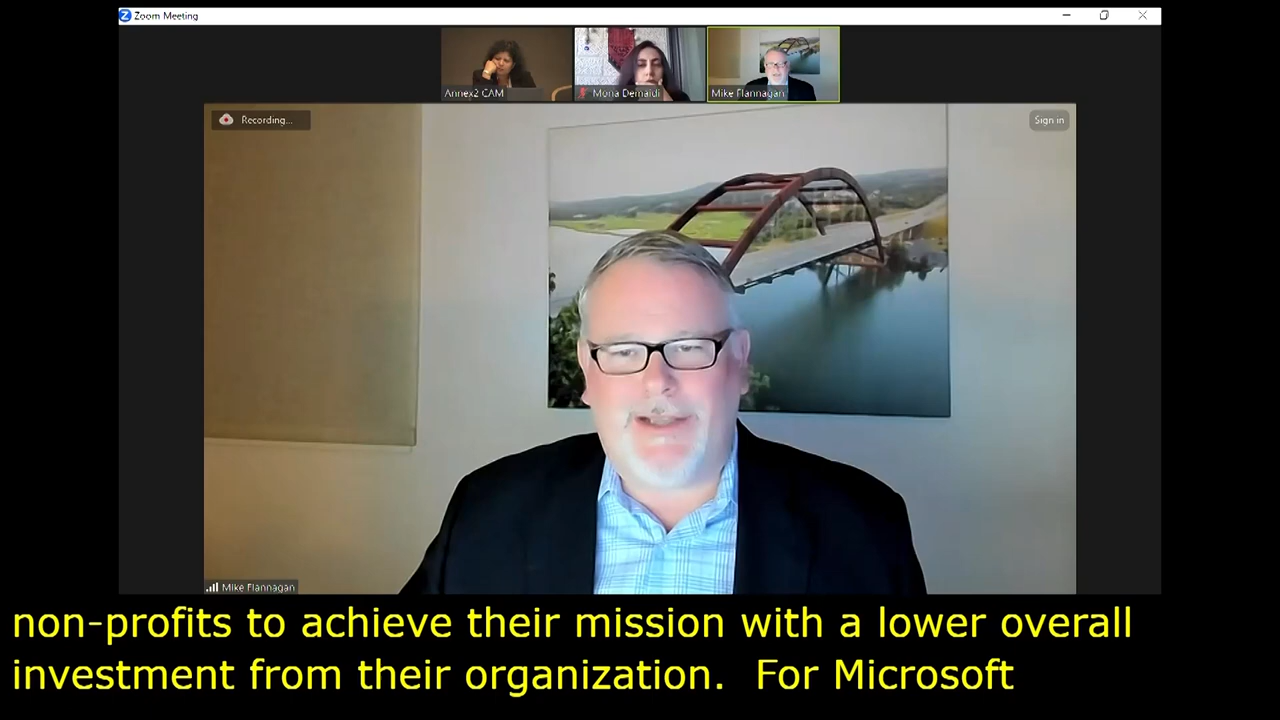 Zoom Meeting
Annex2 CAM
Mona Demaidi
Mike Flannagan
Recording...
Sign in
Mike Flannagan
non-profits to achieve their mission with a lower overall
investment from their organization.  For Microsoft